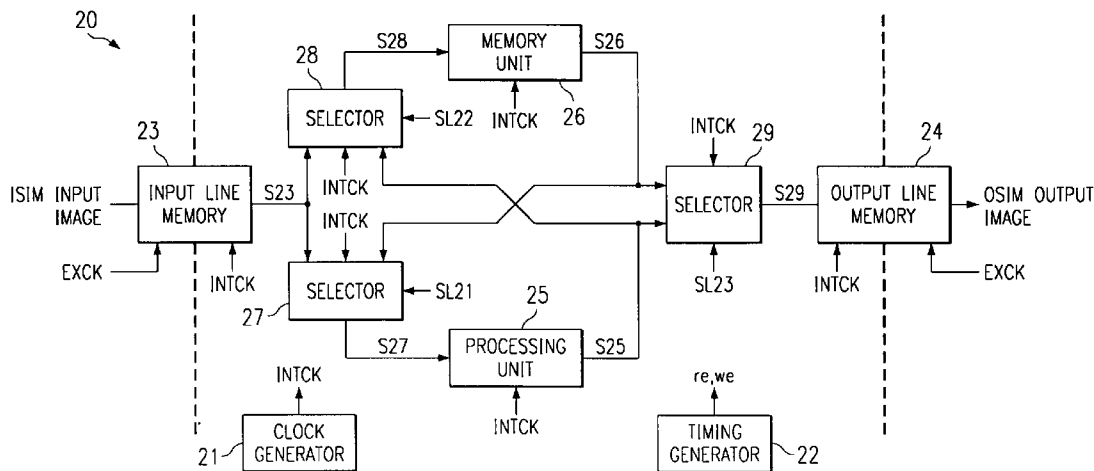 20
S28
MEMORY
UNIT
S26
28
SELECTOR
SL22
INTCK
26
23
INTCK
29
24
ISIM INPUT
IMAGE
INPUT LINE
MEMORY
S23
INTCK
INTCK
SELECTOR
S29
OUTPUT LINE
MEMORY
OSIM OUTPUT
IMAGE
EXCK
INTCK
SELECTOR
SL21
SL23
INTCK
EXCK
27
25
S27
PROCESSING
UNIT
S25
INTCK
INTCK
re,we
21
CLOCK
GENERATOR
TIMING
GENERATOR
22